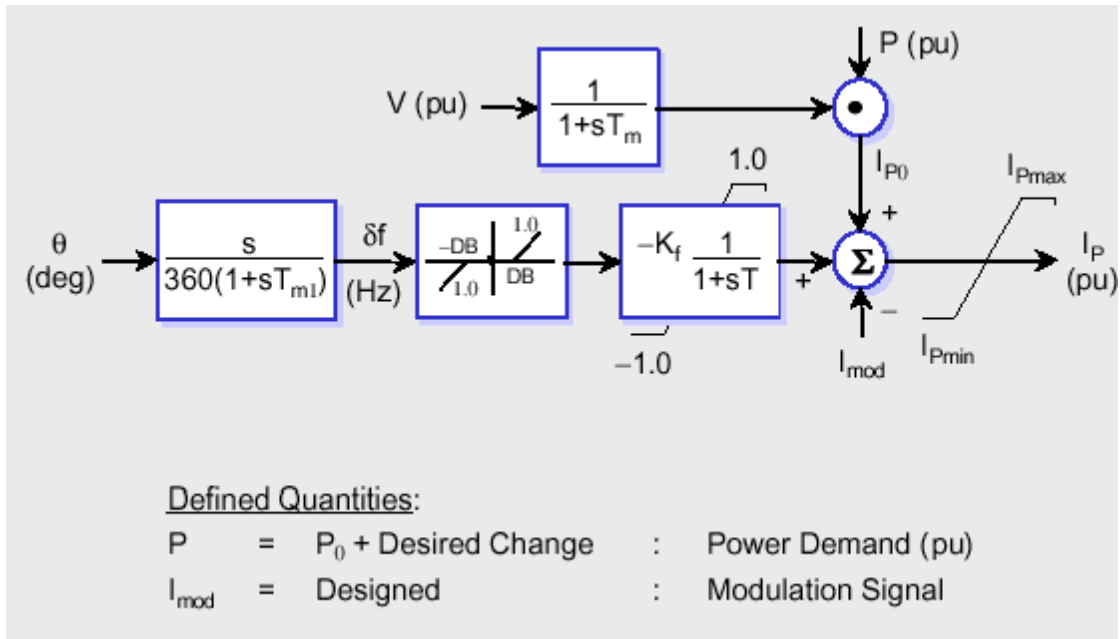 P (pu)
V (pu)
1
1+sTm
•
1.0
IP0
IPmax
+
θ
(deg)
s
360(1+sTm1)
δf
(Hz)
−DB
1.0
1.0
DB
−Kf 1
1+sT
+
Σ
IP
(pu)
−
−1.0
Imod
IPmin
Defined Quantities:
P = P0 + Desired Change : Power Demand (pu)
Imod = Designed : Modulation Signal